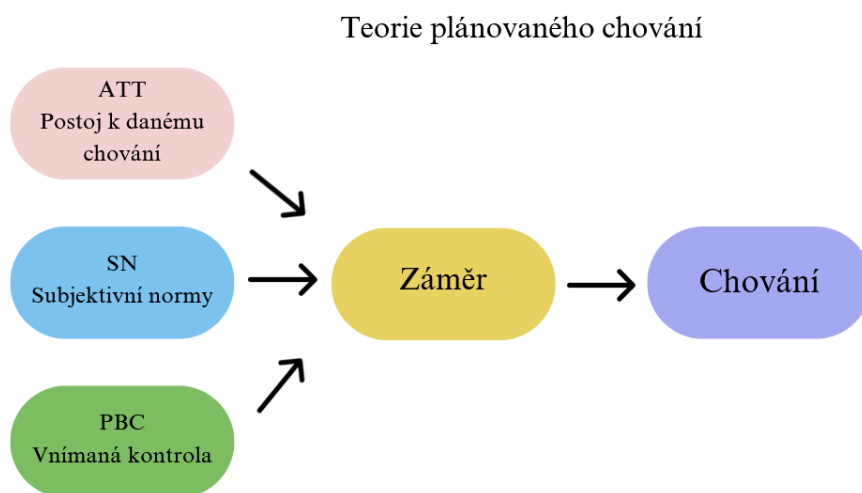 Teorie plánovaného chování
ATT
Postoj k danému
chování
SN
Subjektivní normy
PBC
Vnímaná kontrola
Záměr
Chování